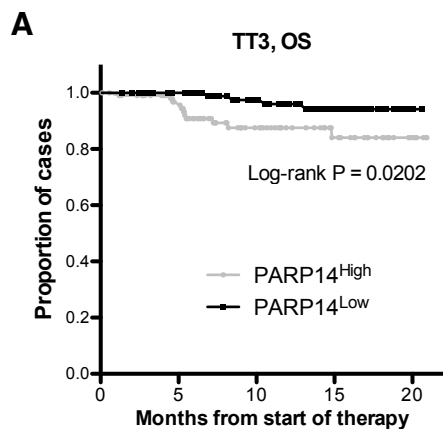 A
TT3, OS
Proportion of cases
1.0
0.8
0.6
0.4
0.2
0.0
Log-rank P = 0.0202
PARP14High
PARP14Low
0 5 10 15 20
Months from start of therapy